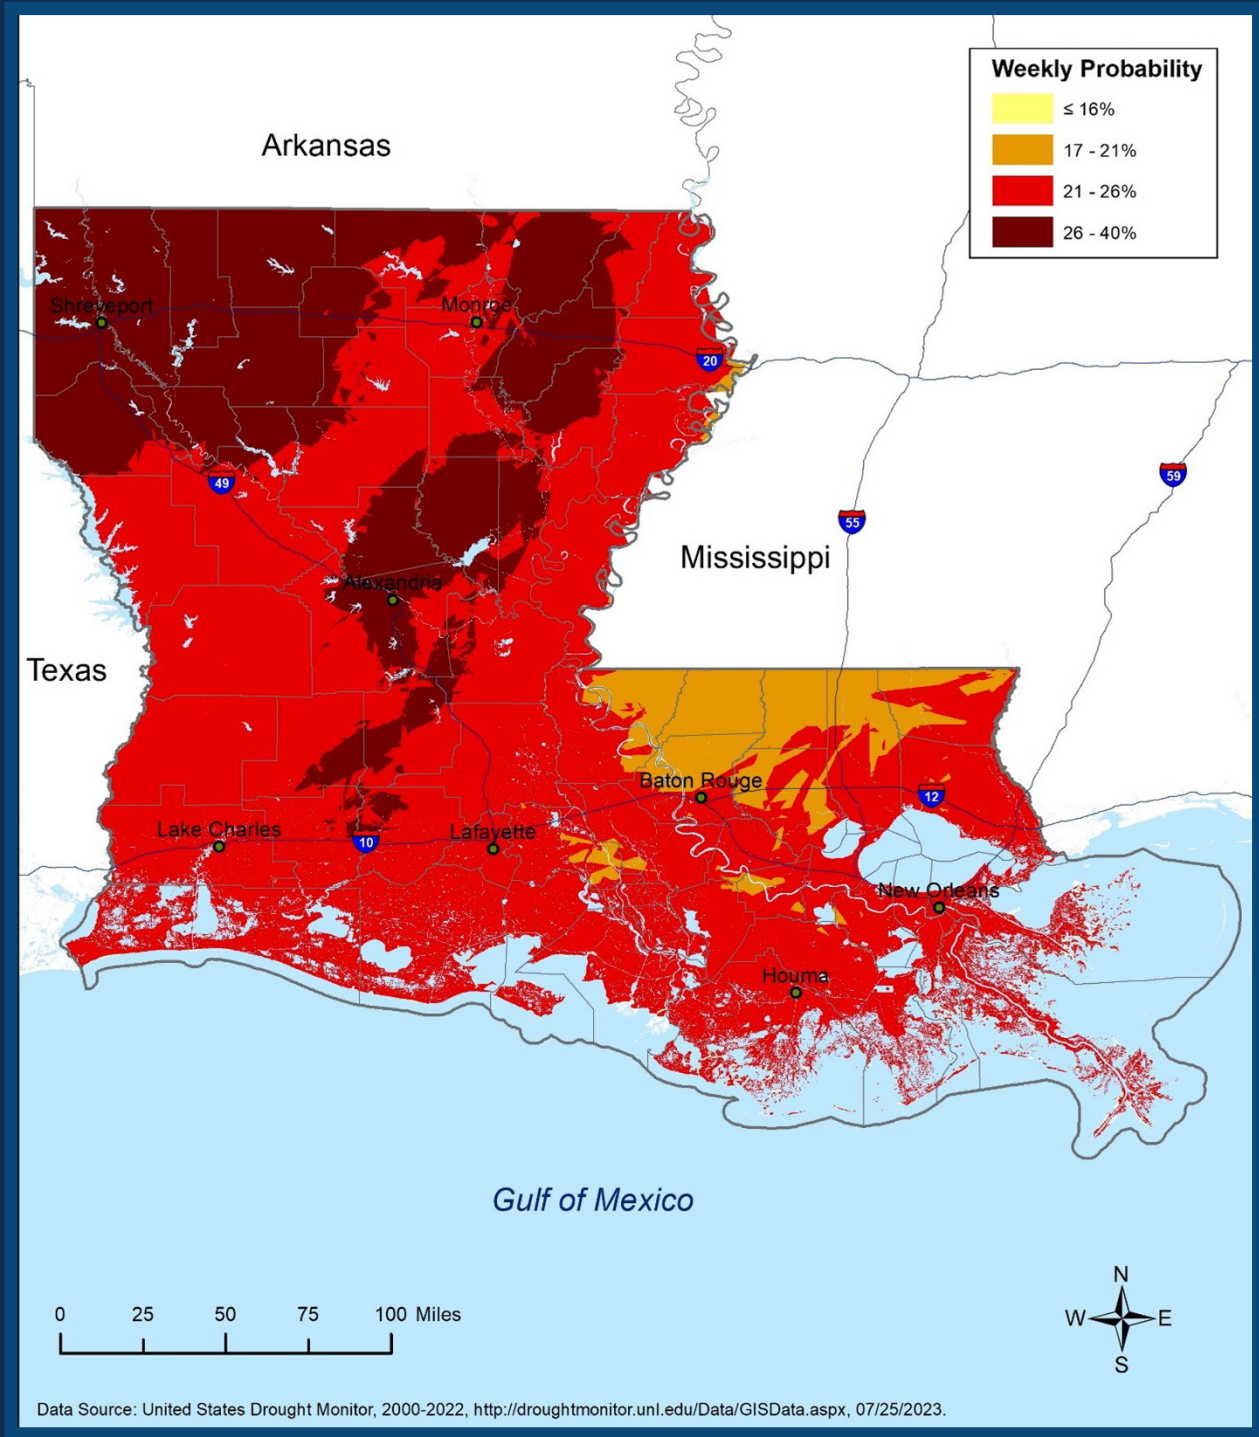 Weekly Probability
≤ 16%
17 - 21%
21 - 26%
26 - 40%
Arkansas
Shreveport
Monroe
20
49
59
55
Mississippi
Alexandria
Texas
Baton Rouge
12
Lake Charles
10
Lafayette
New Orleans
Houma
Gulf of Mexico
N
W
E
S
0 25 50 75 100 Miles
Data Source: United States Drought Monitor, 2000-2022, http://droughtmonitor.unl.edu/Data/GISData.aspx, 07/25/2023.